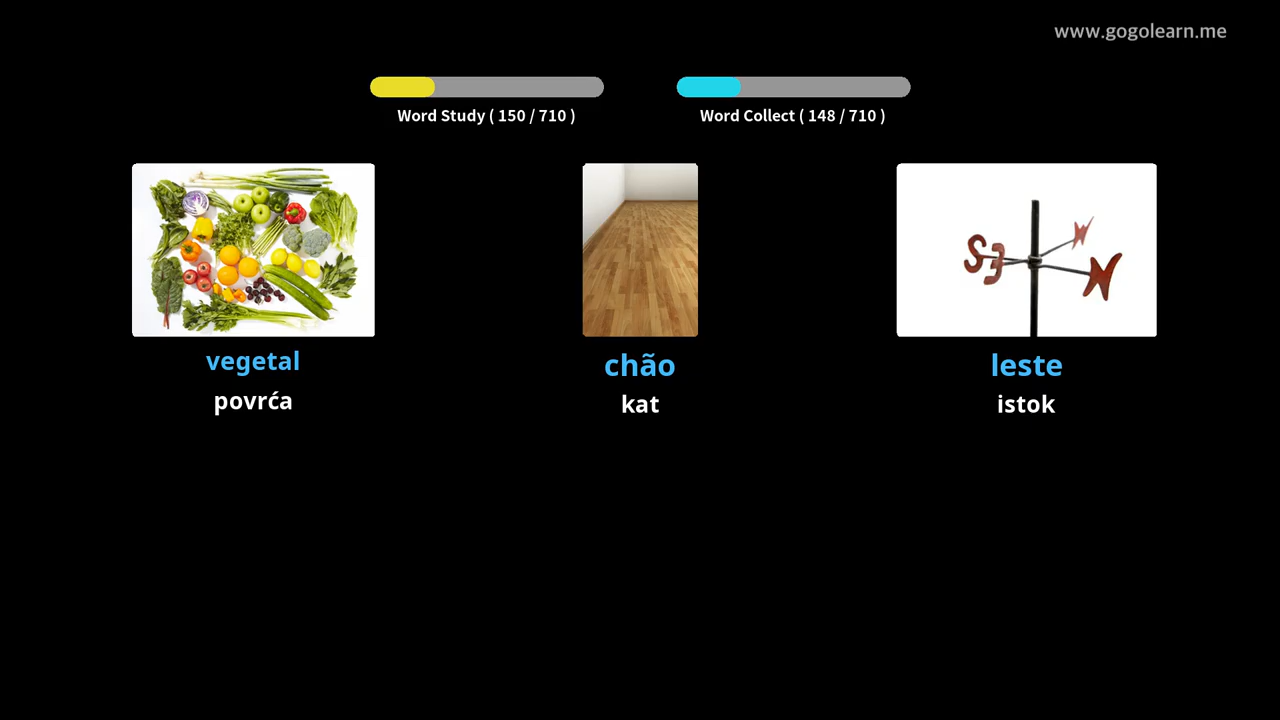 www.gogolearn.me
Word Study ( 150 / 710 )
Word Collect ( 148 / 710 )
S E N W
vegetal
chão
leste
povrća
kat
istok